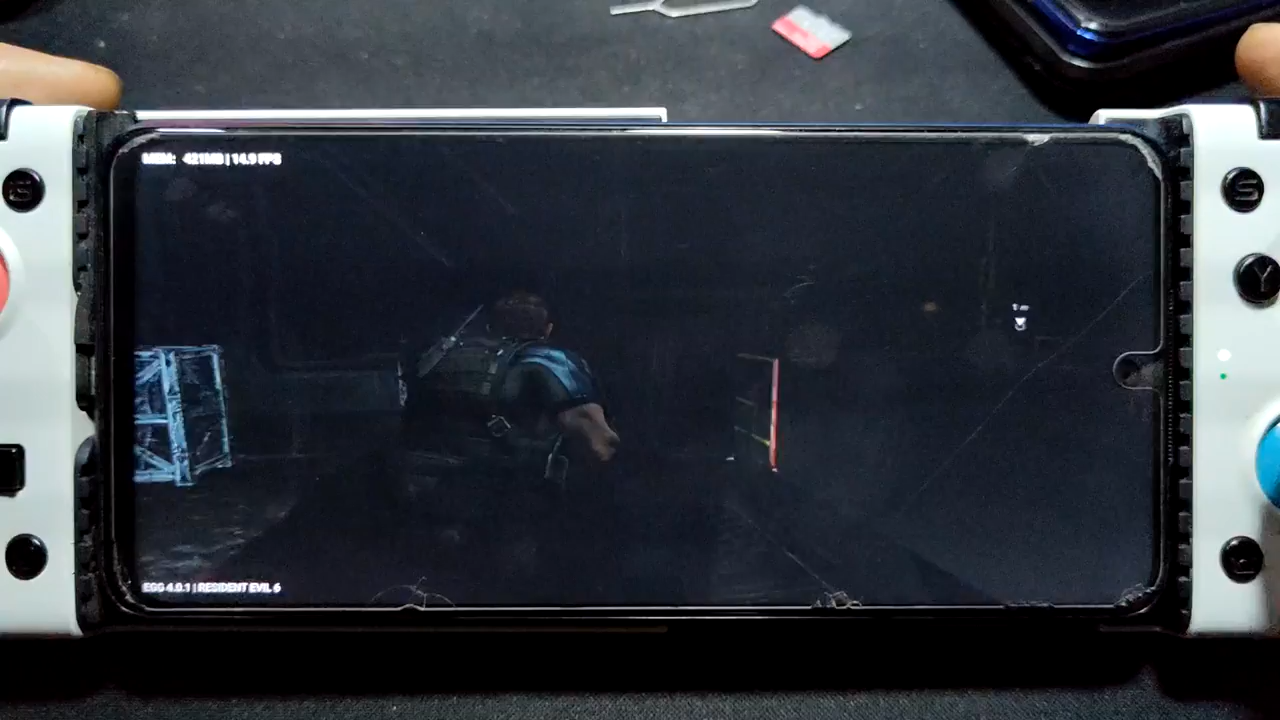 MEM: 421MB | 14.9 FPS
S
Y
EGG 4.0.1 | RESIDENT EVIL 6